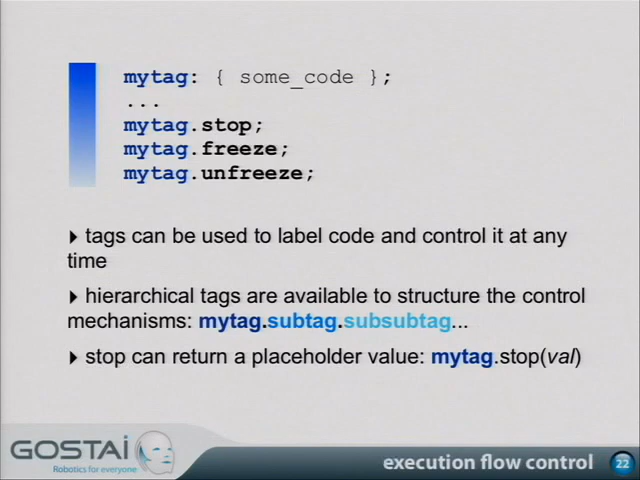 mytag: { some_code };
...
mytag.stop;
mytag.freeze;
mytag.unfreeze;
tags can be used to label code and control it at any
time
hierarchical tags are available to structure the control
mechanisms: mytag.subtag.subsubtag...
stop can return a placeholder value: mytag.stop(val)
GOSTAI
Robotics for everyone
execution flow control
22